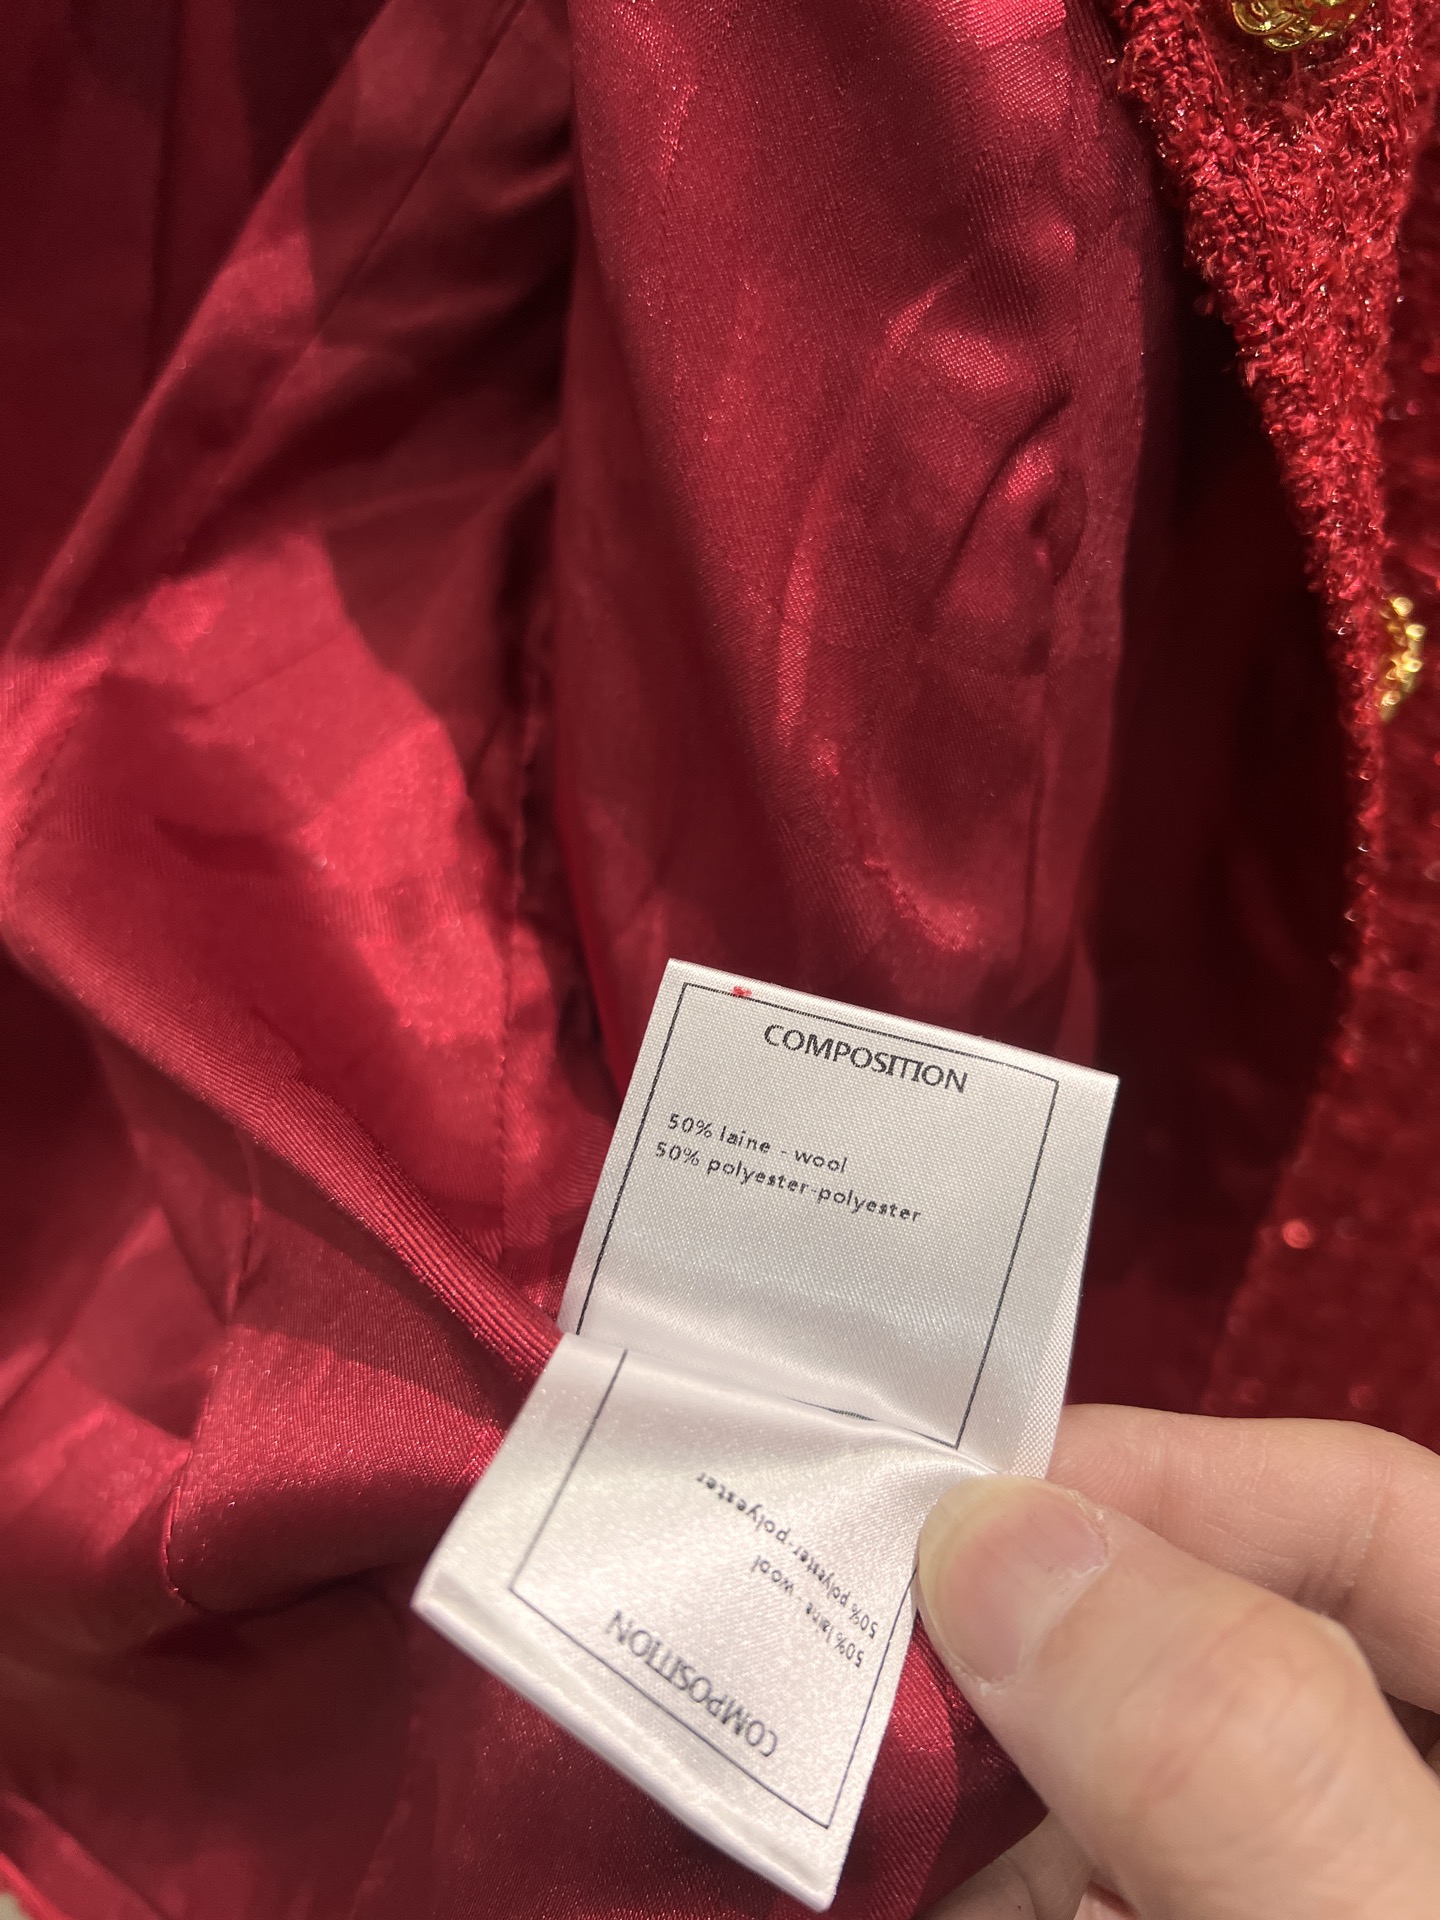 COMPOSITION
50% laine - wool
50% polyester-polyester
COMPOSITION
50% laine - wool
50% polyester-polyester